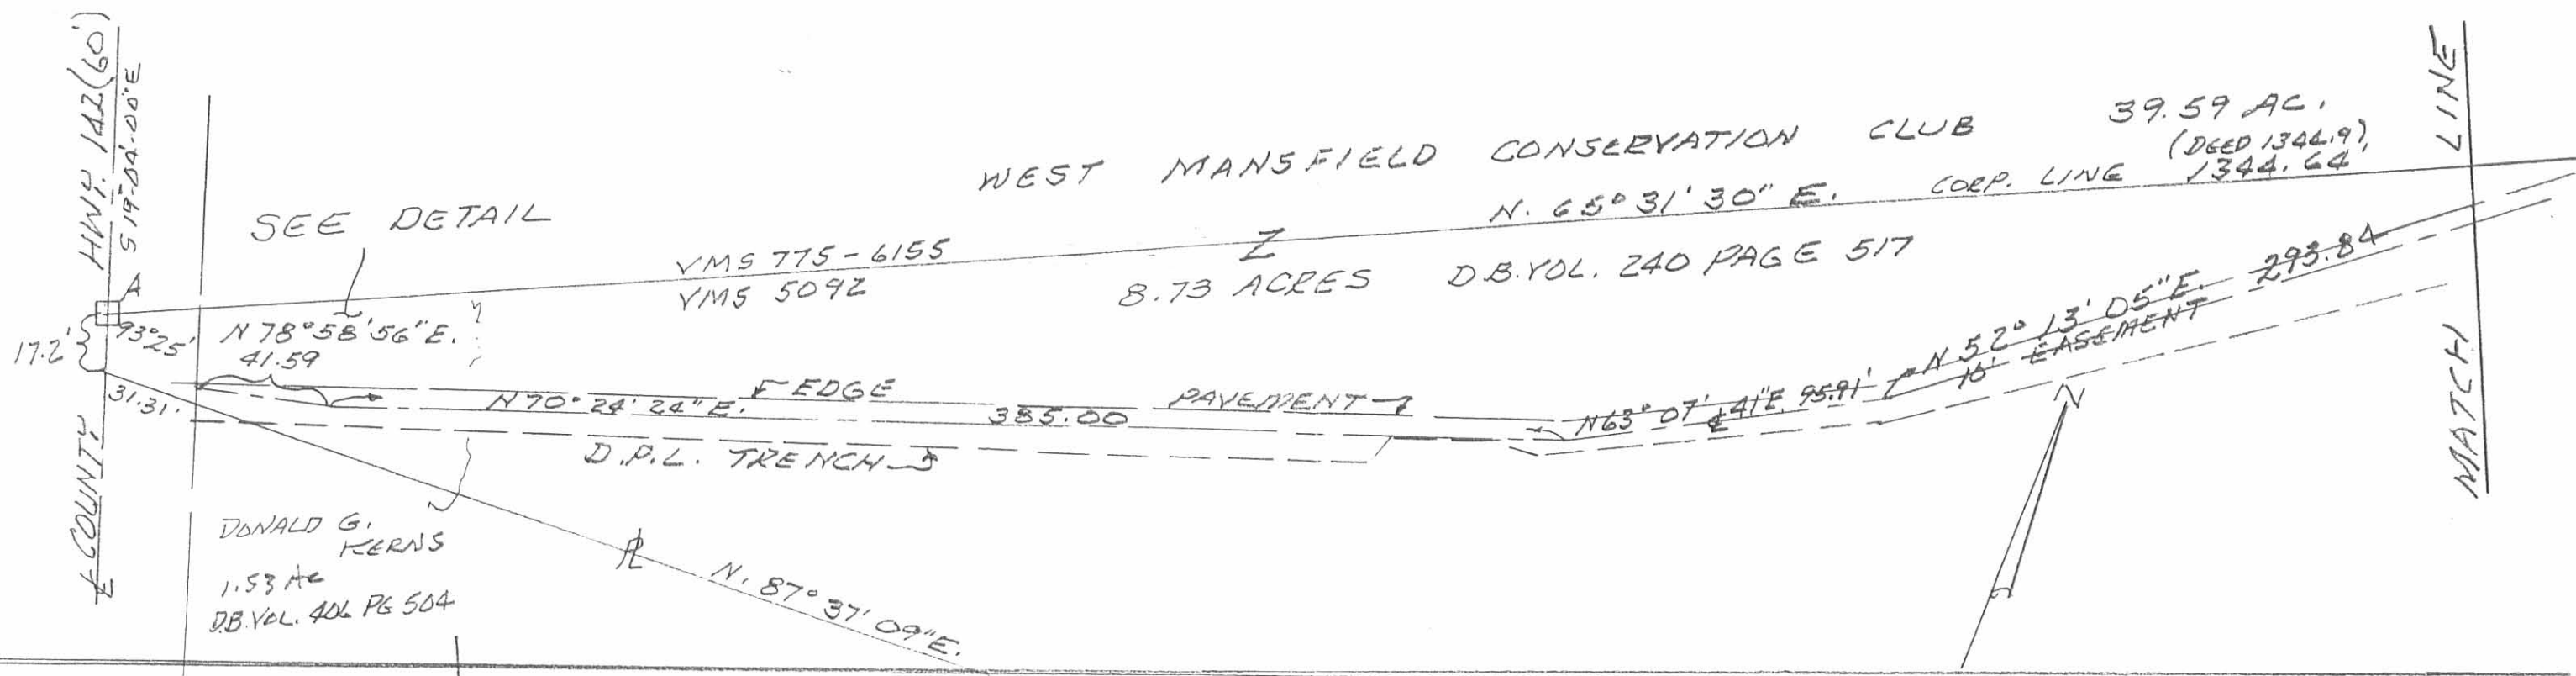 ℄ COUNTY HWY. 142 (60')
S 19°-04'-00"E
A
93°25'
17.2'
31.31'
SEE DETAIL
N 78°58'56"E.
41.59
VMS 775-6155
VMS 5092
WEST MANSFIELD CONSERVATION CLUB 39.59 AC.
(DEED 1344.9)
N. 65° 31' 30" E. CORP. LINE 1344.64'
Z
8.73 ACRES D.B.VOL. 240 PAGE 517
EDGE PAVEMENT
N70° 24' 24"E. 385.00
D.P.L. TRENCH
N63° 07' 41"E. 95.91'
℄
N 52° 13' 05"E. 293.84
10' EASEMENT
MATCH LINE
N
DONALD G.
KERNS
1.53 Ac
D.B.VOL. 406 PG 504
PL
N. 87° 37' 09"E.